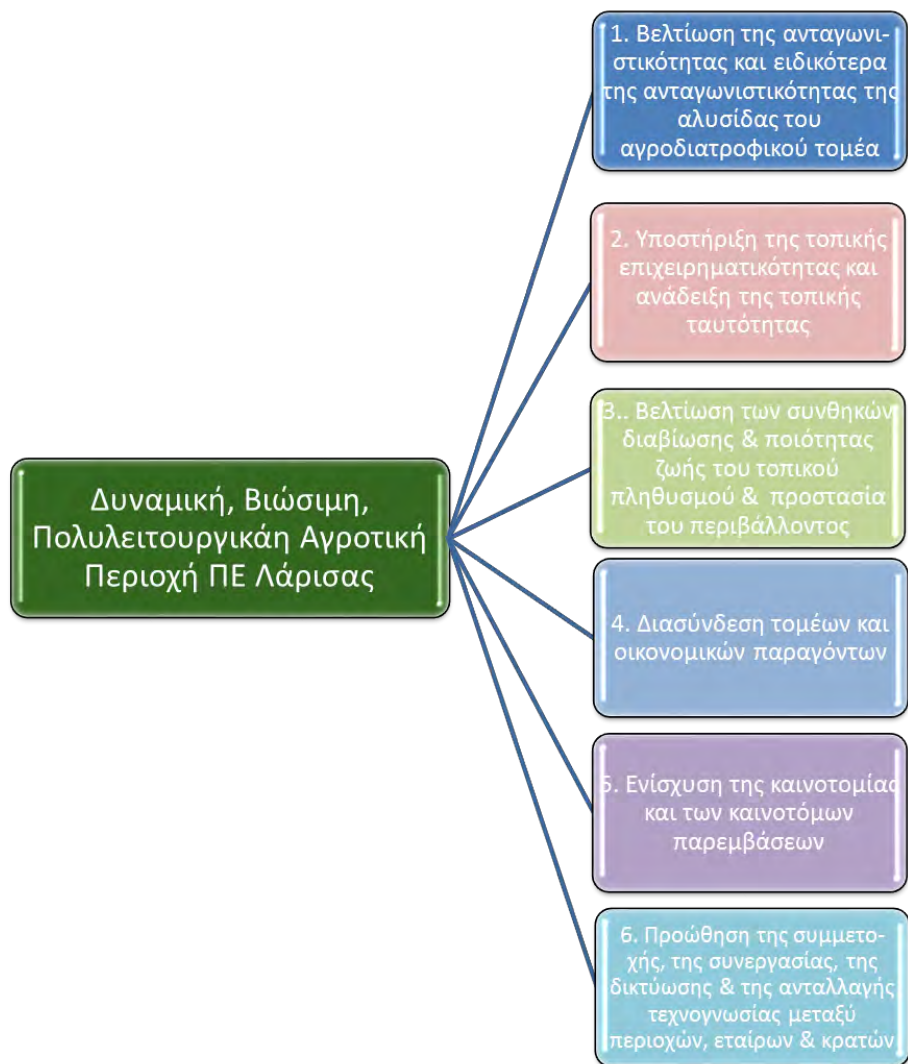 Δυναμική, Βιώσιμη,
Πολυλειτουργικάη Αγροτική
Περιοχή ΠΕ Λάρισας
1. Βελτίωση της ανταγωνι-
στικότητας και ειδικότερα
της ανταγωνιστικότητας της
αλυσίδας του
αγροδιατροφικού τομέα
2. Υποστήριξη της τοπικής
επιχειρηματικότητας και
ανάδειξη της τοπικής
ταυτότητας
3.. Βελτίωση των συνθηκών
διαβίωσης & ποιότητας
ζωής του τοπικού
πληθυσμού & προστασία
του περιβάλλοντος
4. Διασύνδεση τομέων και
οικονομικών παραγόντων
5. Ενίσχυση της καινοτομίας
και των καινοτόμων
παρεμβάσεων
6. Προώθηση της συμμετο-
χής, της συνεργασίας, της
δικτύωσης & της ανταλλαγής
τεχνογνωσίας μεταξύ
περιοχών, εταίρων & κρατών